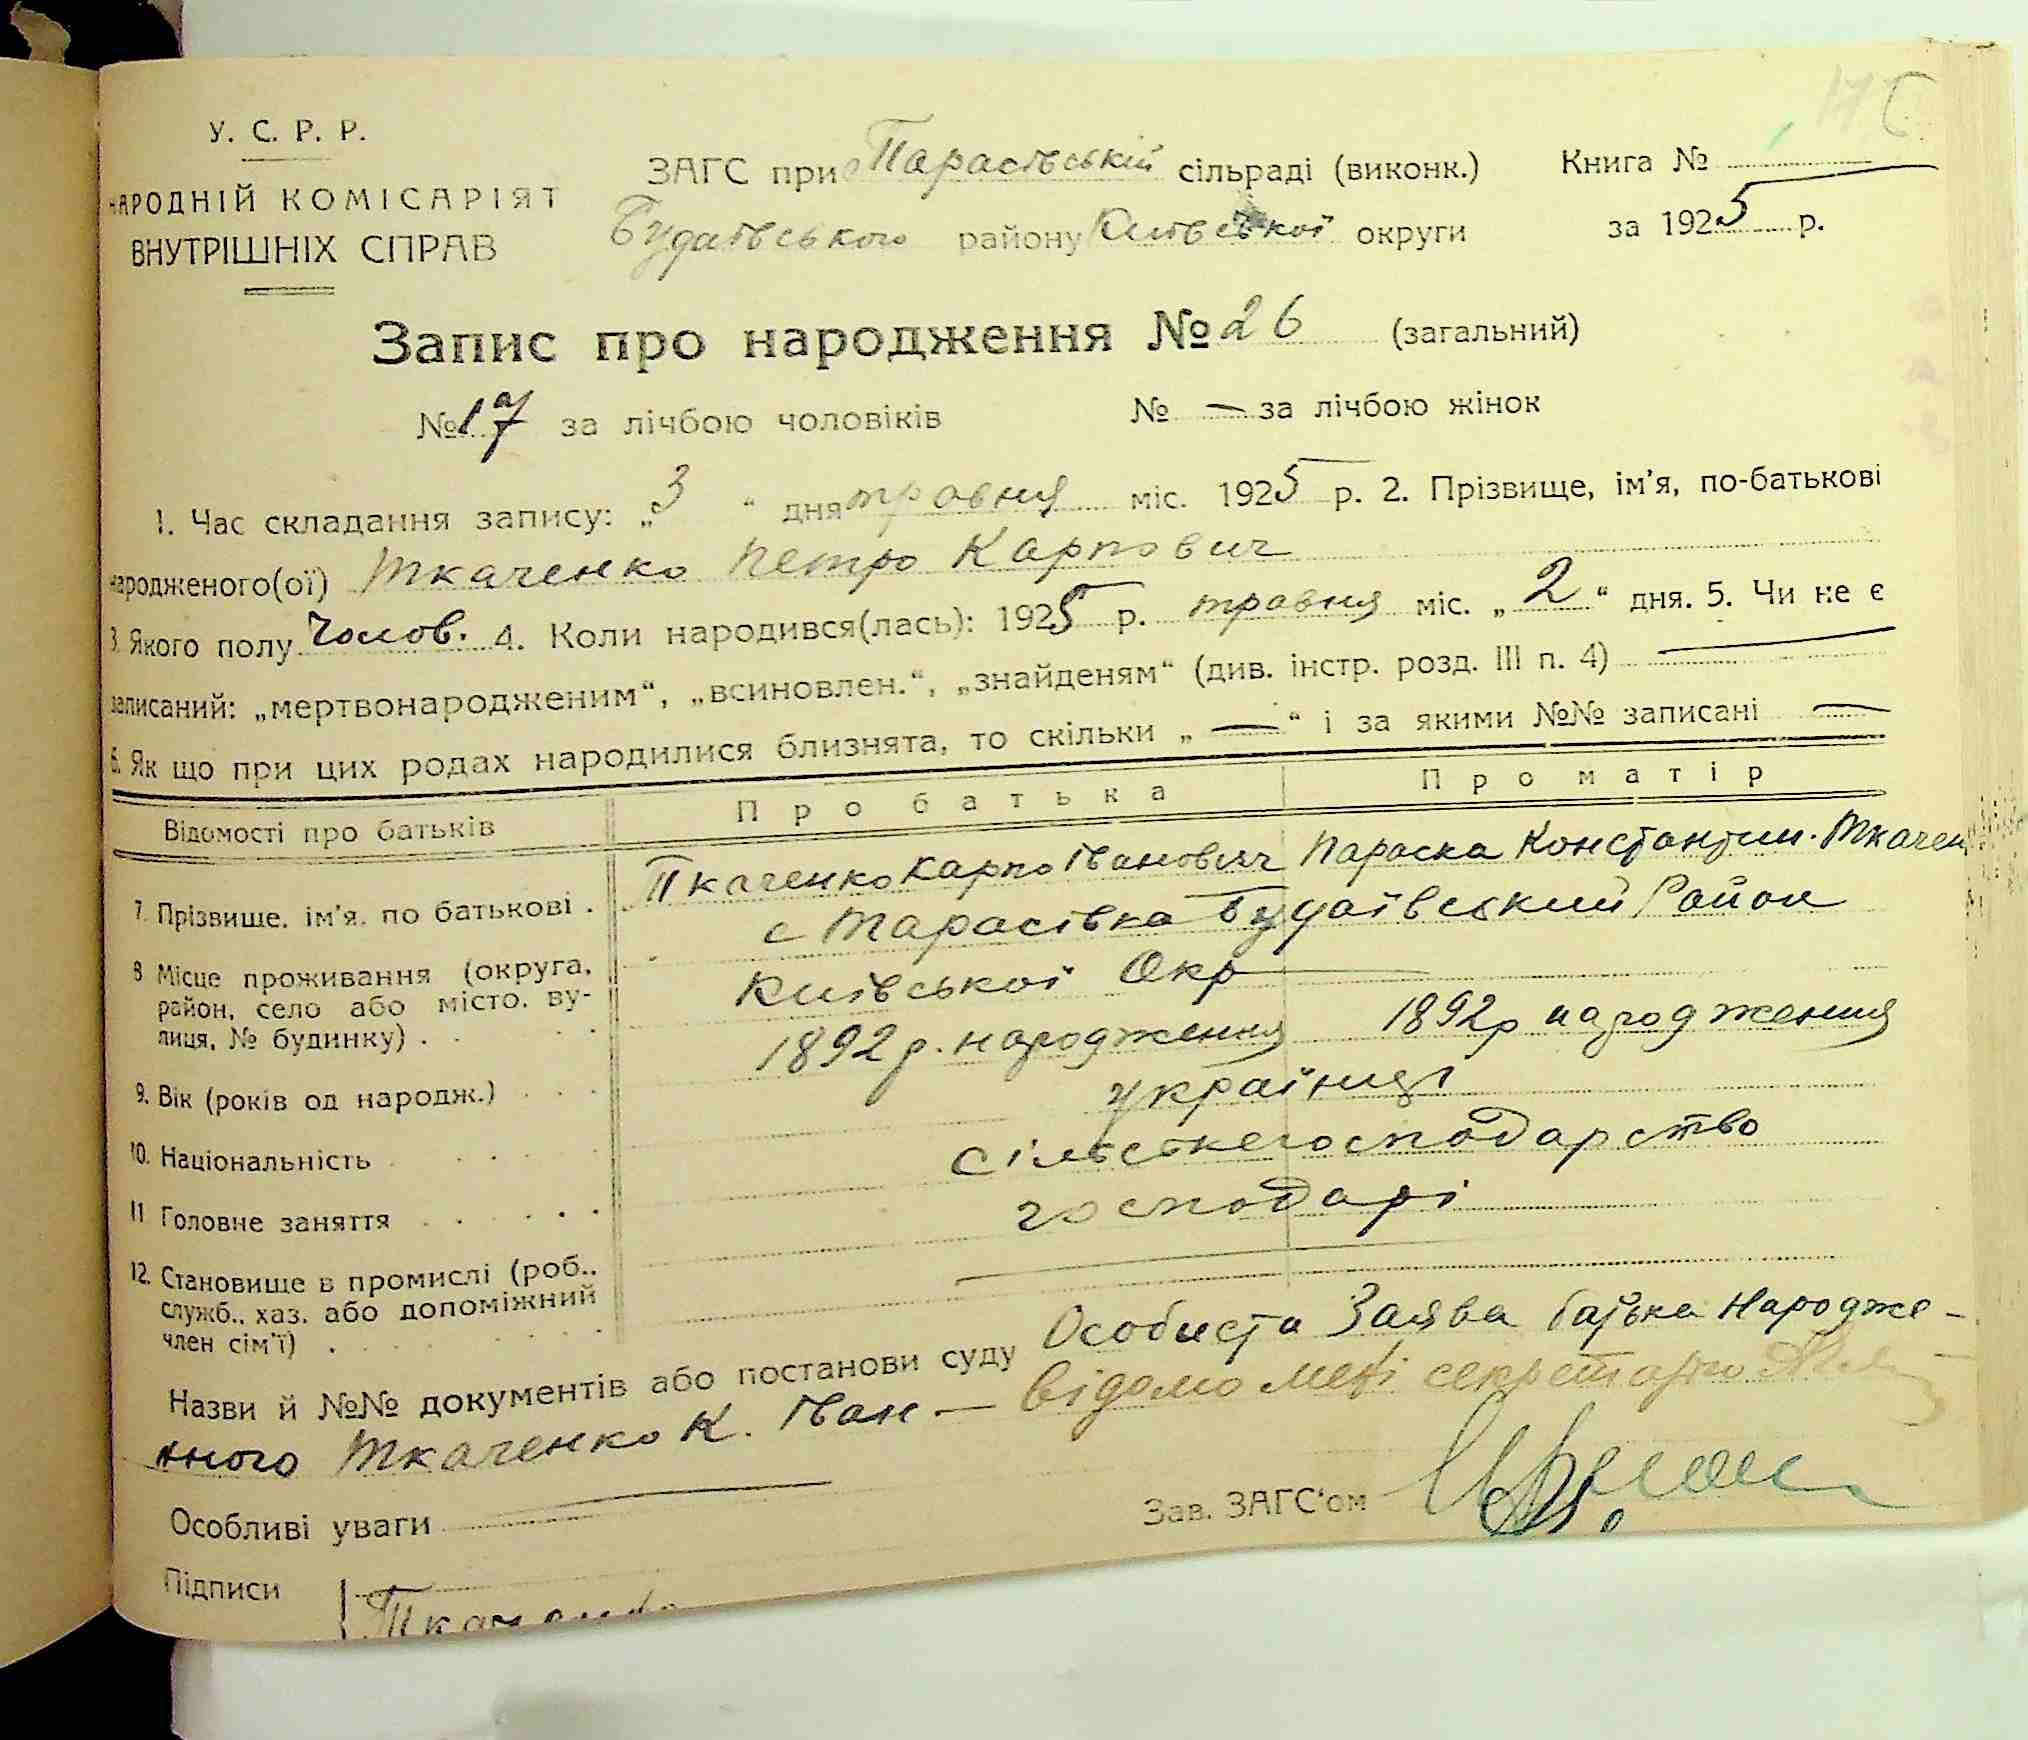 У. С. Р. Р.
НАРОДНІЙ КОМІСАРІЯТ
ВНУТРІШНІХ СПРАВ
ЗАГС при Тарасівській сільраді (виконк.)
Будаївського району Київської округи
Книга №
за 1925 р.
Запис про народження № 26 (загальний)
№ 17 за лічбою чоловіків № — за лічбою жінок
1. Час складання запису: „3“ дня травня міс. 1925 р. 2. Прізвище, ім'я, по-батькові
народженого(ої) Ткаченко Петро Карпович
3. Якого полу Чолов. 4. Коли народився(лась): 1925 р. травня міс. „2“ дня. 5. Чи не є
записаний: „мертвонародженим“, „всиновлен.“, „знайденям“ (див. інстр. розд. III п. 4) —
6. Як що при цих родах народилися близнята, то скільки „—“ і за якими №№ записані —
Відомості про батьків Про батька Про матір
7. Прізвище, ім'я, по батькові . Ткаченко Карпо Іванович Параска Константин. Ткачен
8 Місце проживання (округа, район, село або місто, вулиця, № будинку) . с Тарасівка Будаївський Район
Київської Окр
9. Вік (років од народж.) 1892 р. народження 1892 р народження
10. Національність українці
11 Головне заняття сільсткегосподарство
12. Становище в промислі (роб., служб., хаз. або допоміжний член сім'ї) . господарі
Назви й №№ документів або постанови суду Особиста Заява батька Народже-
нного Ткаченко К. Іван — відомо мені секретарю
Особливі уваги
Зав. ЗАГС'ом
Підписи Ткаченко